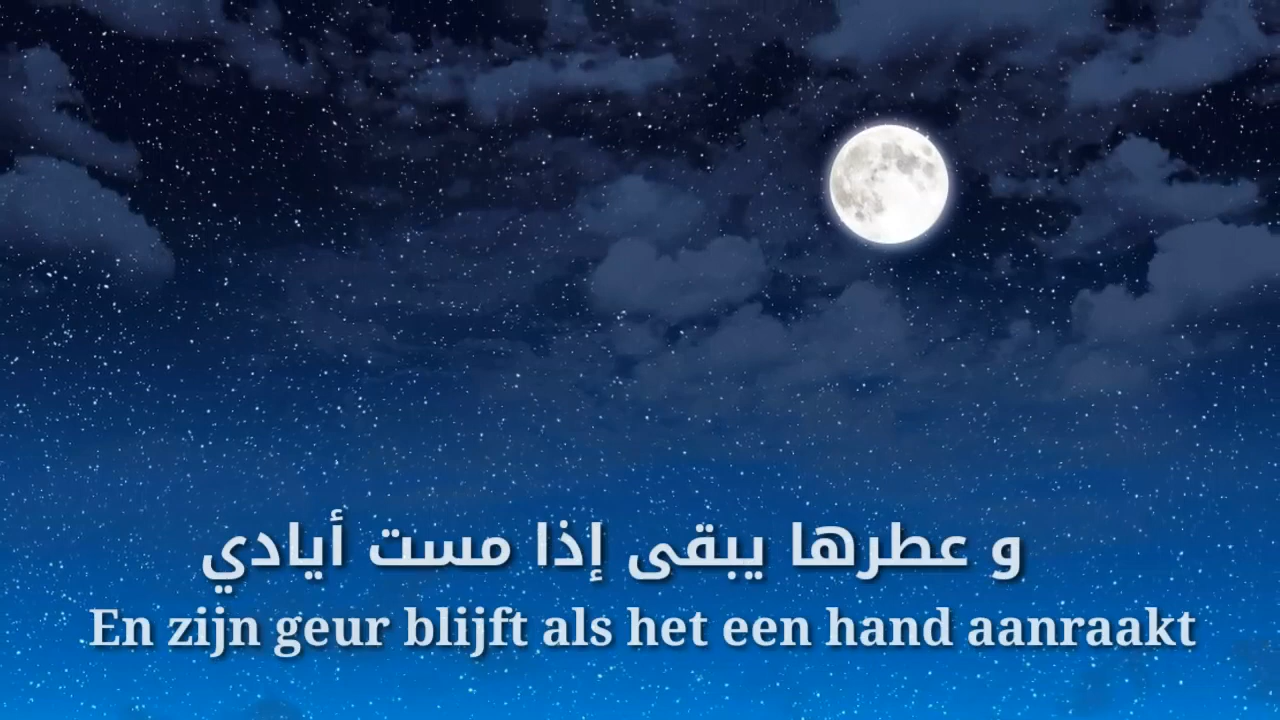 و عطرها يبقى إذا مست أيادي
En zijn geur blijft als het een hand aanraakt